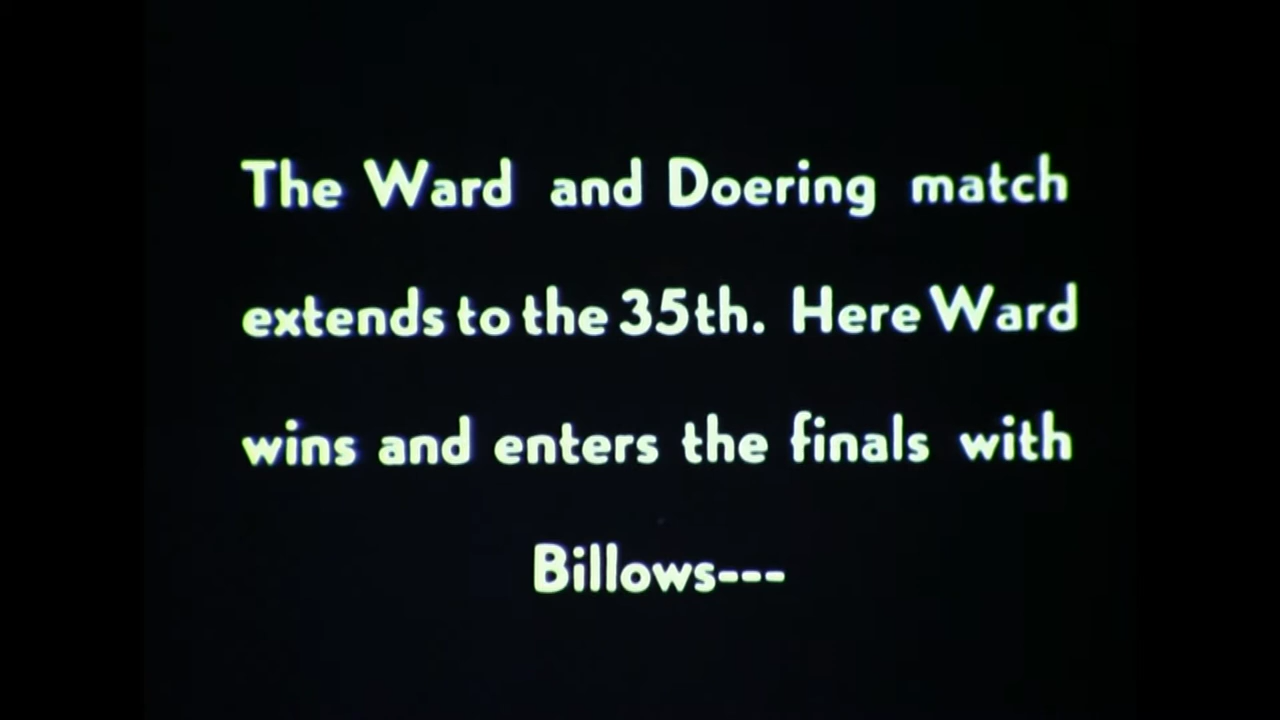 The Ward and Doering match
extends to the 35th. Here Ward
wins and enters the finals with
Billows---